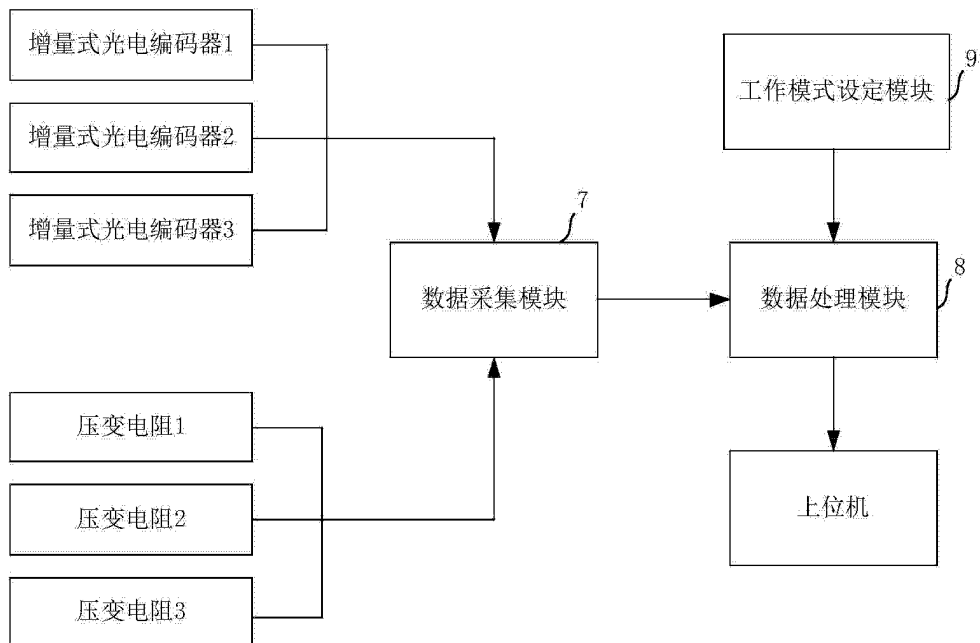 增量式光电编码器1
增量式光电编码器2
增量式光电编码器3
9
工作模式设定模块
7
数据采集模块
8
数据处理模块
压变电阻1
压变电阻2
压变电阻3
上位机